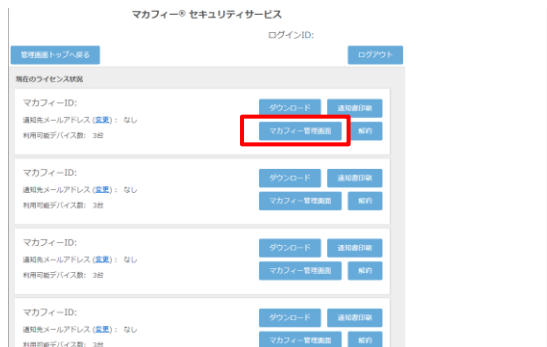 マカフィー® セキュリティサービス
ログインID:
管理画面トップへ戻る ログアウト
現在のライセンス状況
マカフィーID:
ダウンロード 通知書印刷
通知先メールアドレス (変更) : なし
マカフィー管理画面 解約
利用可能デバイス数: 3台
マカフィーID:
ダウンロード 通知書印刷
通知先メールアドレス (変更) : なし
マカフィー管理画面 解約
利用可能デバイス数: 3台
マカフィーID:
ダウンロード 通知書印刷
通知先メールアドレス (変更) : なし
マカフィー管理画面 解約
利用可能デバイス数: 3台
マカフィーID:
ダウンロード 通知書印刷
通知先メールアドレス (変更) : なし
マカフィー管理画面 解約
利用可能デバイス数: 3台